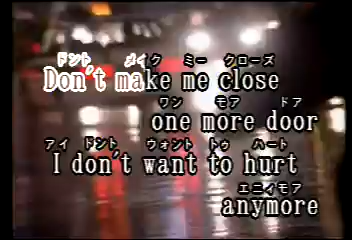 ドント メイク ミー クローズ
Don't make me close
ワン モア ドア
one more door
アイ ドント ウォント トゥ ハート
I don't want to hurt
エニイモア
anymore